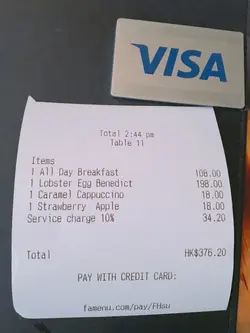 VISA
Total 2:44 pm
Table 11
Items
1 All Day Breakfast 108.00
1 Lobster Egg Benedict 198.00
1 Caramel Cappuccino 18.00
1 Strawberry Apple 18.00
Service charge 10% 34.20
Total HK$376.20
PAY WITH CREDIT CARD:
famenu.com/pay/FHsu